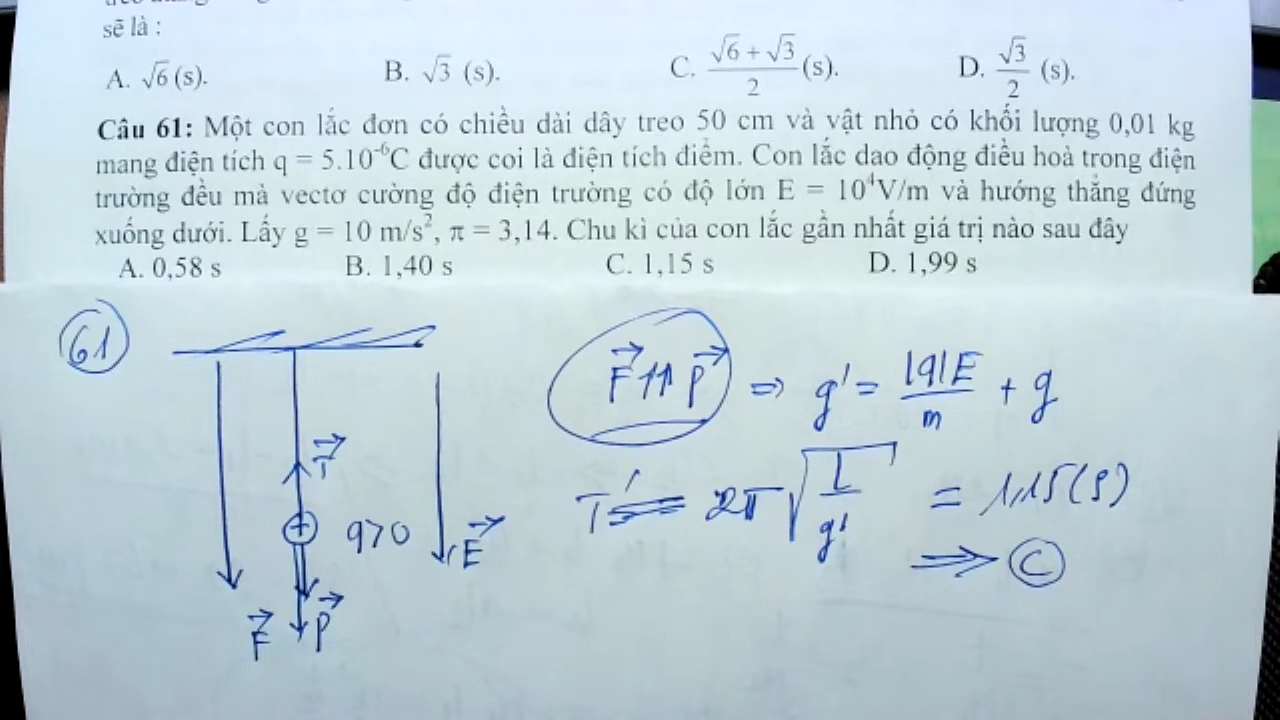 sẽ là :
A. √6 (s). B. √3 (s). C. (√6 + √3)/2 (s). D. √3/2 (s).
Câu 61: Một con lắc đơn có chiều dài dây treo 50 cm và vật nhỏ có khối lượng 0,01 kg
mang điện tích q = 5.10⁻⁶C được coi là điện tích điểm. Con lắc dao động điều hoà trong điện
trường đều mà vectơ cường độ điện trường có độ lớn E = 10⁴V/m và hướng thẳng đứng
xuống dưới. Lấy g = 10 m/s², π = 3,14. Chu kì của con lắc gần nhất giá trị nào sau đây
A. 0,58 s B. 1,40 s C. 1,15 s D. 1,99 s
61
F⃗ ⇈ P⃗ ⇒ g' = |q|E/m + g
T' = 2π√(l/g') = 1,15 (s)
⇒ C
T⃗
+ q>0
E⃗
F⃗ P⃗